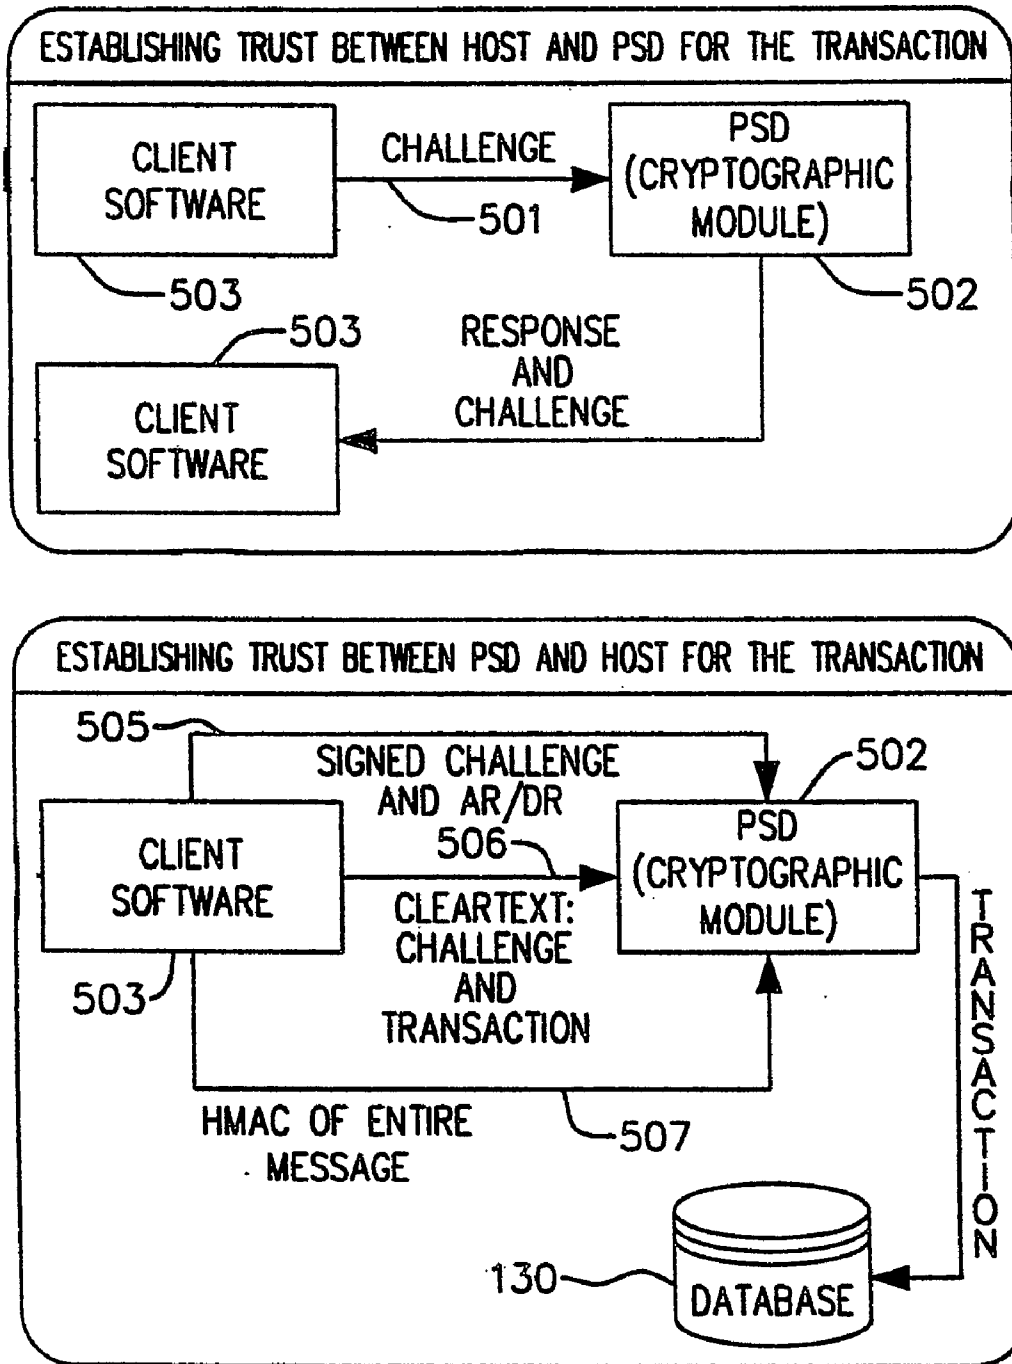 ESTABLISHING TRUST BETWEEN HOST AND PSD FOR THE TRANSACTION
CLIENT
SOFTWARE
CHALLENGE
501
PSD
(CRYPTOGRAPHIC
MODULE)
503
502
503
RESPONSE
AND
CHALLENGE
CLIENT
SOFTWARE
ESTABLISHING TRUST BETWEEN PSD AND HOST FOR THE TRANSACTION
505
SIGNED CHALLENGE
AND AR/DR
502
CLIENT
SOFTWARE
506
PSD
(CRYPTOGRAPHIC
MODULE)
CLEARTEXT:
CHALLENGE
AND
TRANSACTION
503
TRANSACTION
HMAC OF ENTIRE
MESSAGE
507
130
DATABASE